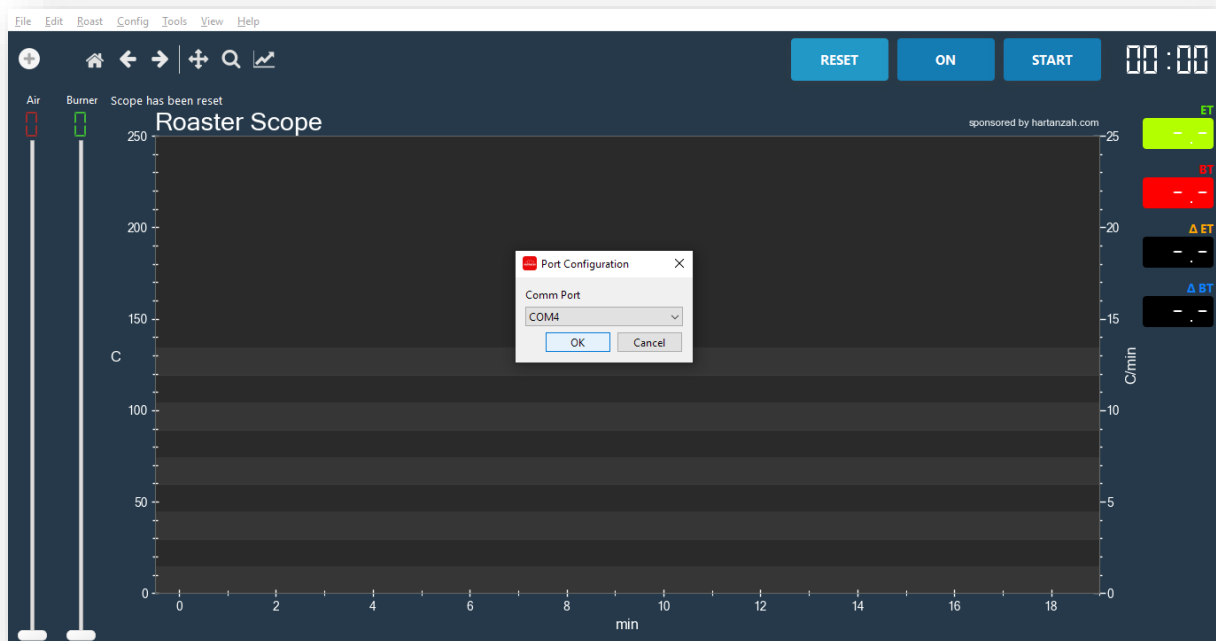 File Edit Roast Config Tools View Help
RESET ON START 00:00
Air Burner Scope has been reset
0 0
Roaster Scope
sponsored by hartanzah.com
ET
-.-
BT
-.-
Δ ET
-.-
Δ BT
-.-
250
200
150
100
50
0
C
Port Configuration
Comm Port
COM4
OK Cancel
25
20
15
10
5
0
C/min
0 2 4 6 8 10 12 14 16 18
min